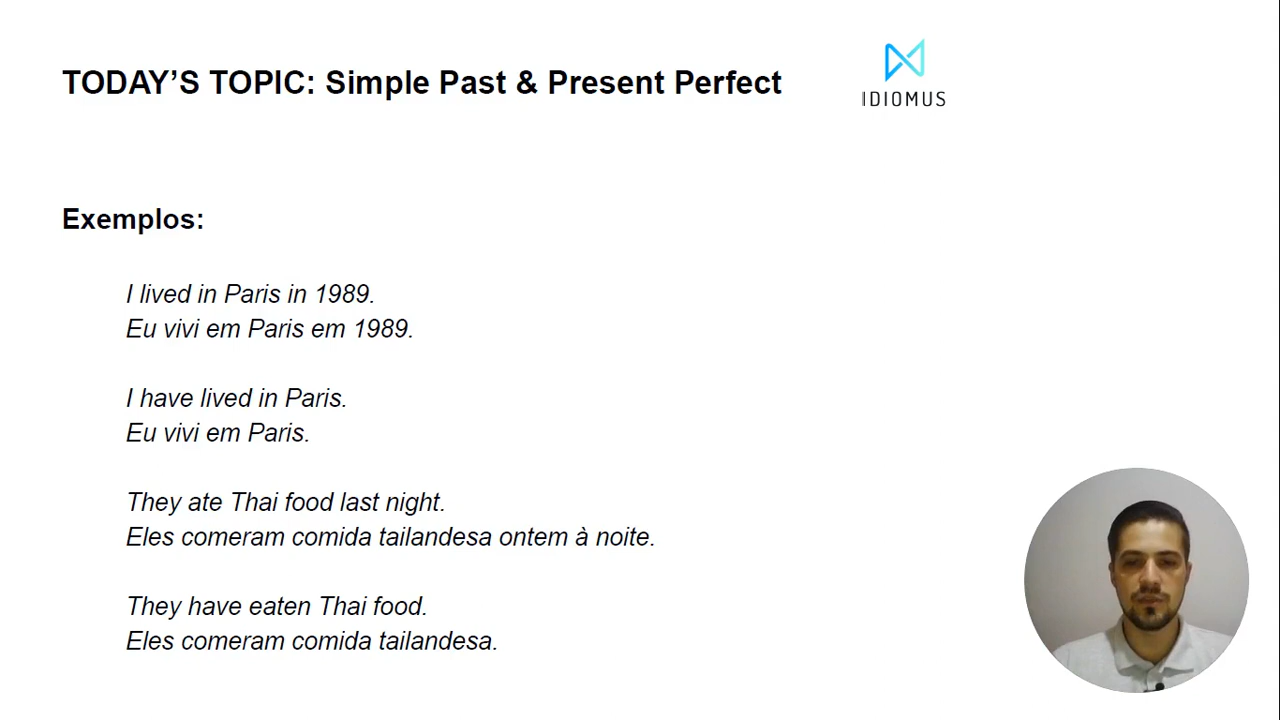 TODAY’S TOPIC: Simple Past & Present Perfect
IDIOMUS
Exemplos:
I lived in Paris in 1989.
Eu vivi em Paris em 1989.
I have lived in Paris.
Eu vivi em Paris.
They ate Thai food last night.
Eles comeram comida tailandesa ontem à noite.
They have eaten Thai food.
Eles comeram comida tailandesa.